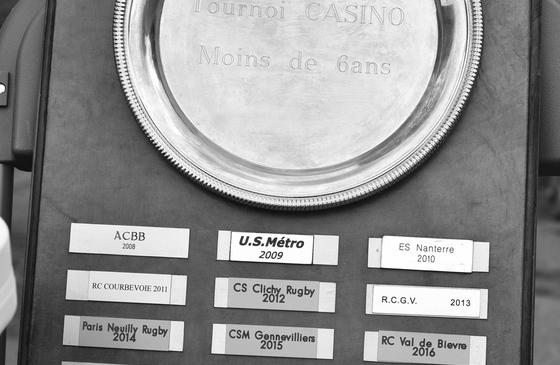 Tournoi CASINO
Moins de 6ans
ACBB
2008
U.S.Métro
2009
ES Nanterre
2010
RC COURBEVOIE 2011
CS Clichy Rugby
2012
R.C.G.V. 2013
Paris Neuilly Rugby
2014
CSM Gennevilliers
2015
RC Val de Bievre
2016